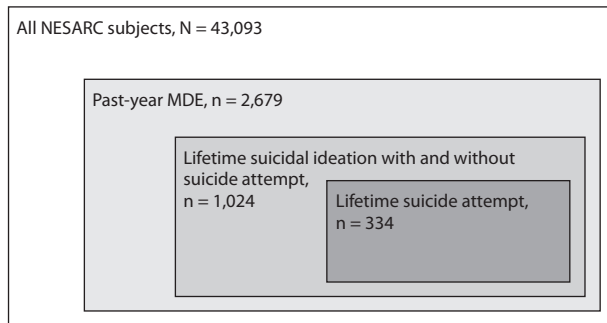 All NESARC subjects, N = 43,093
Past-year MDE, n = 2,679
Lifetime suicidal ideation with and without
suicide attempt,
n = 1,024
Lifetime suicide attempt,
n = 334